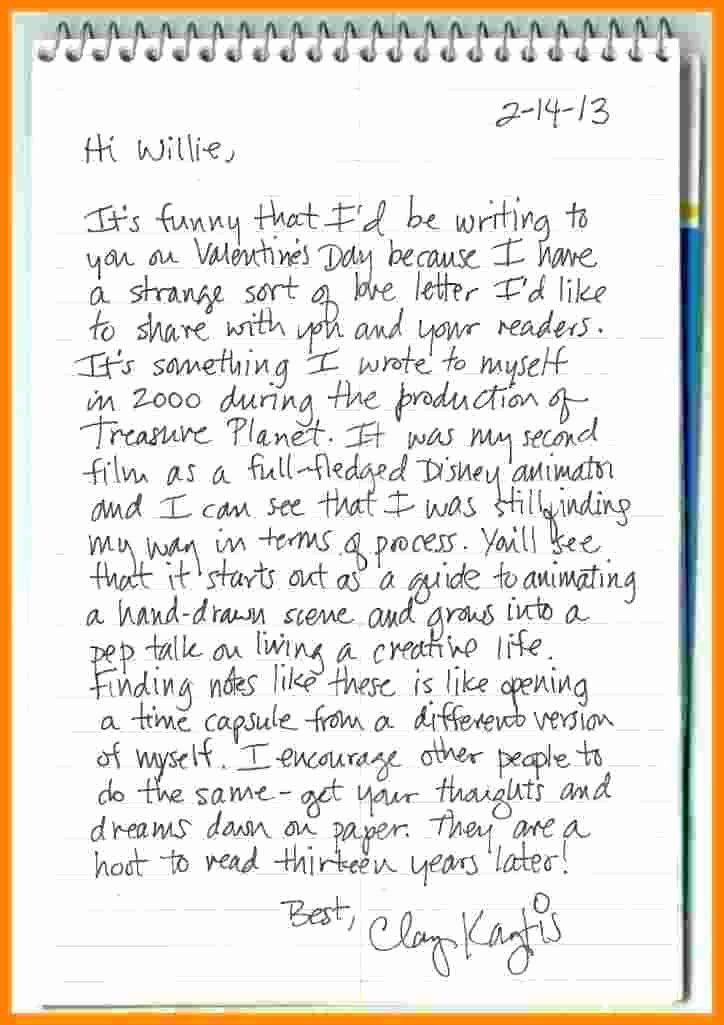 2-14-13
Hi Willie,
It's funny that I'd be writing to
you on Valentine's Day because I have
a strange sort of love letter I'd like
to share with you and your readers.
It's something I wrote to myself
in 2000 during the production of
Treasure Planet. It was my second
film as a full-fledged Disney animator
and I can see that I was still finding
my way in terms of process. You'll see
that it starts out as a guide to animating
a hand-drawn scene and grows into a
pep talk on living a creative life.
Finding notes like these is like opening
a time capsule from a different version
of myself. I encourage other people to
do the same - get your thoughts and
dreams down on paper. They are a
hoot to read thirteen years later!
Best,
Clay Kaytis